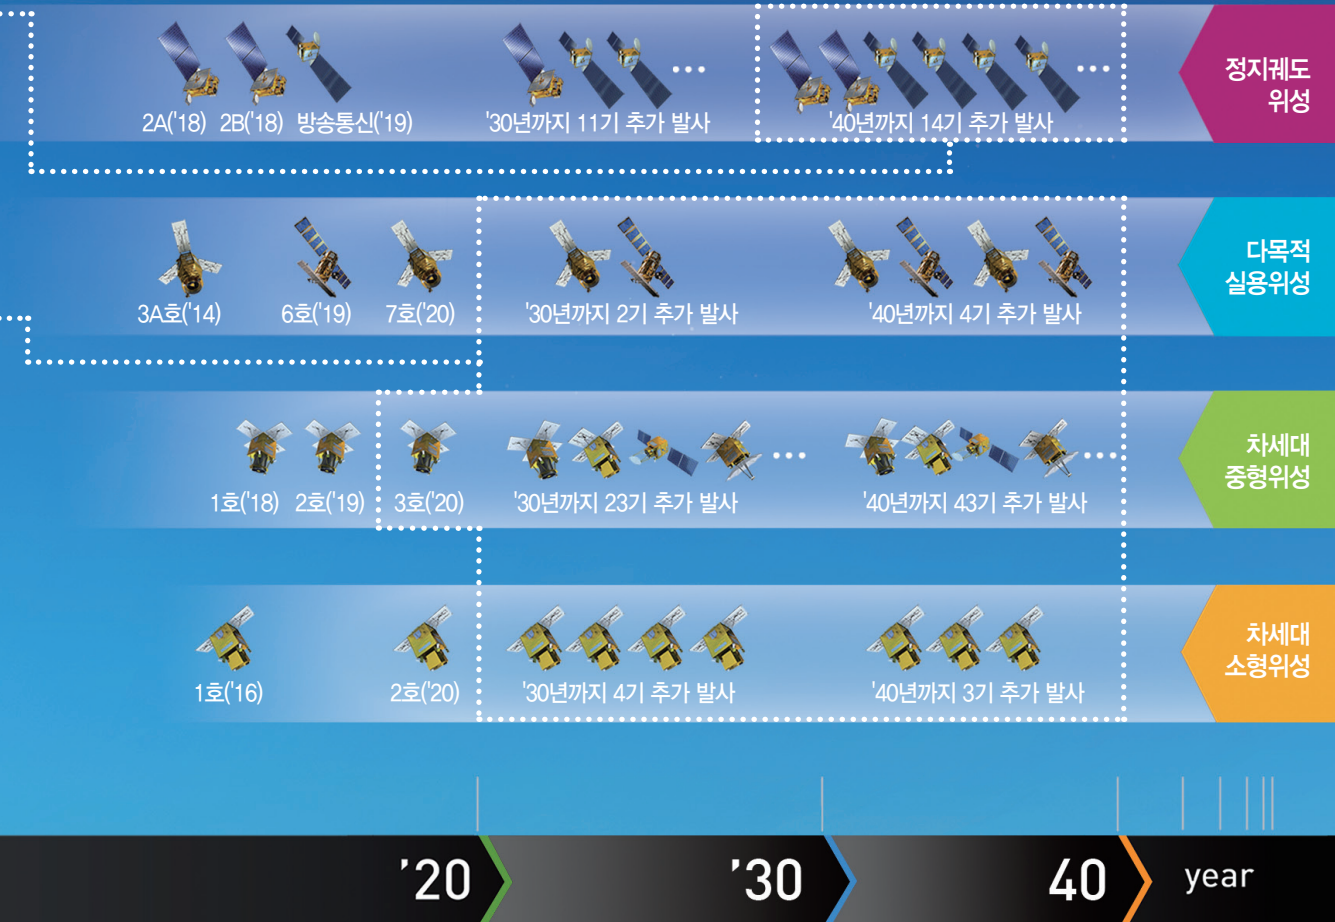 2A('18) 2B('18) 방송통신('19)
'30년까지 11기 추가 발사
'40년까지 14기 추가 발사
정지궤도
위성
3A호('14)
6호('19)
7호('20)
'30년까지 2기 추가 발사
'40년까지 4기 추가 발사
다목적
실용위성
1호('18) 2호('19) 3호('20)
'30년까지 23기 추가 발사
'40년까지 43기 추가 발사
차세대
중형위성
1호('16)
2호('20)
'30년까지 4기 추가 발사
'40년까지 3기 추가 발사
차세대
소형위성
'20
'30
40
year